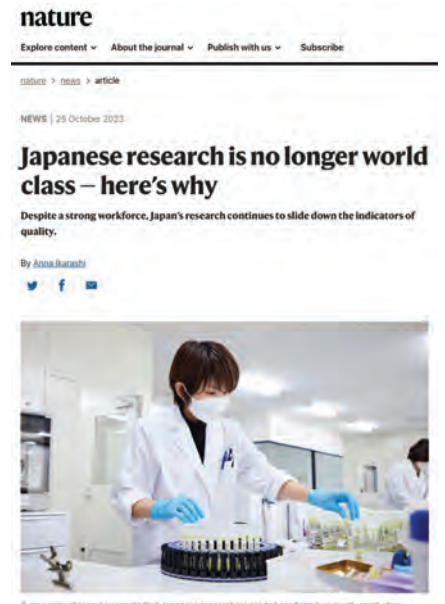 nature
Explore content About the journal Publish with us Subscribe
nature > news > article
NEWS | 25 October 2023
Japanese research is no longer world
class — here's why
Despite a strong workforce, Japan's research continues to slide down the indicators of
quality.
By Anna Ikarashi